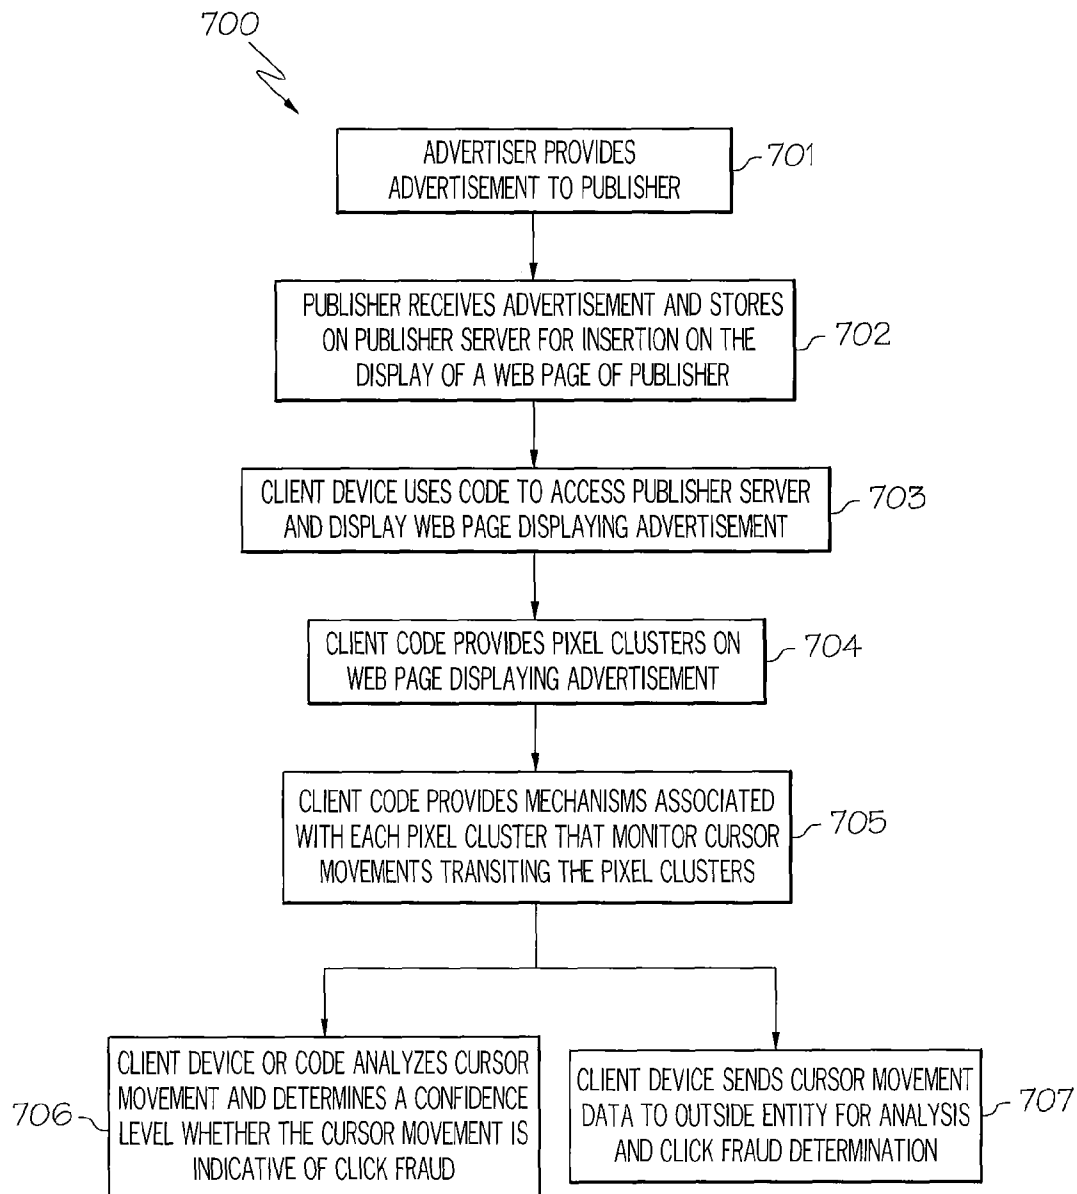 700
ADVERTISER PROVIDES
ADVERTISEMENT TO PUBLISHER
701
PUBLISHER RECEIVES ADVERTISEMENT AND STORES
ON PUBLISHER SERVER FOR INSERTION ON THE
DISPLAY OF A WEB PAGE OF PUBLISHER
702
CLIENT DEVICE USES CODE TO ACCESS PUBLISHER SERVER
AND DISPLAY WEB PAGE DISPLAYING ADVERTISEMENT
703
CLIENT CODE PROVIDES PIXEL CLUSTERS ON
WEB PAGE DISPLAYING ADVERTISEMENT
704
CLIENT CODE PROVIDES MECHANISMS ASSOCIATED
WITH EACH PIXEL CLUSTER THAT MONITOR CURSOR
MOVEMENTS TRANSITING THE PIXEL CLUSTERS
705
706
CLIENT DEVICE OR CODE ANALYZES CURSOR
MOVEMENT AND DETERMINES A CONFIDENCE
LEVEL WHETHER THE CURSOR MOVEMENT IS
INDICATIVE OF CLICK FRAUD
CLIENT DEVICE SENDS CURSOR MOVEMENT
DATA TO OUTSIDE ENTITY FOR ANALYSIS
AND CLICK FRAUD DETERMINATION
707